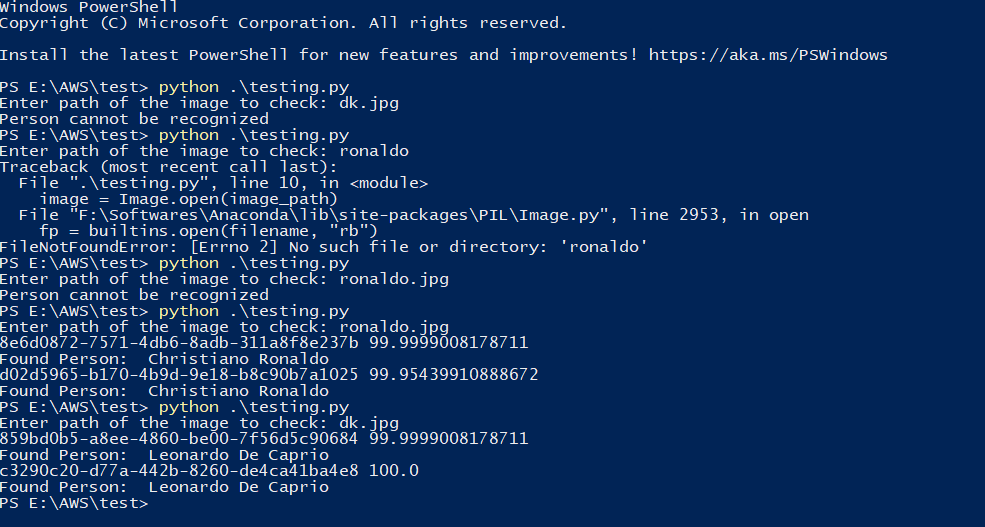 Windows PowerShell
Copyright (C) Microsoft Corporation. All rights reserved.
Install the latest PowerShell for new features and improvements! https://aka.ms/PSWindows
PS E:\AWS\test> python .\testing.py
Enter path of the image to check: dk.jpg
Person cannot be recognized
PS E:\AWS\test> python .\testing.py
Enter path of the image to check: ronaldo
Traceback (most recent call last):
  File ".\testing.py", line 10, in <module>
    image = Image.open(image_path)
  File "F:\Softwares\Anaconda\lib\site-packages\PIL\Image.py", line 2953, in open
    fp = builtins.open(filename, "rb")
FileNotFoundError: [Errno 2] No such file or directory: 'ronaldo'
PS E:\AWS\test> python .\testing.py
Enter path of the image to check: ronaldo.jpg
Person cannot be recognized
PS E:\AWS\test> python .\testing.py
Enter path of the image to check: ronaldo.jpg
8e6d0872-7571-4db6-8adb-311a8f8e237b 99.9999008178711
Found Person:  Christiano Ronaldo
d02d5965-b170-4b9d-9e18-b8c90b7a1025 99.95439910888672
Found Person:  Christiano Ronaldo
PS E:\AWS\test> python .\testing.py
Enter path of the image to check: dk.jpg
859bd0b5-a8ee-4860-be00-7f56d5c90684 99.9999008178711
Found Person:  Leonardo De Caprio
c3290c20-d77a-442b-8260-de4ca41ba4e8 100.0
Found Person:  Leonardo De Caprio
PS E:\AWS\test>